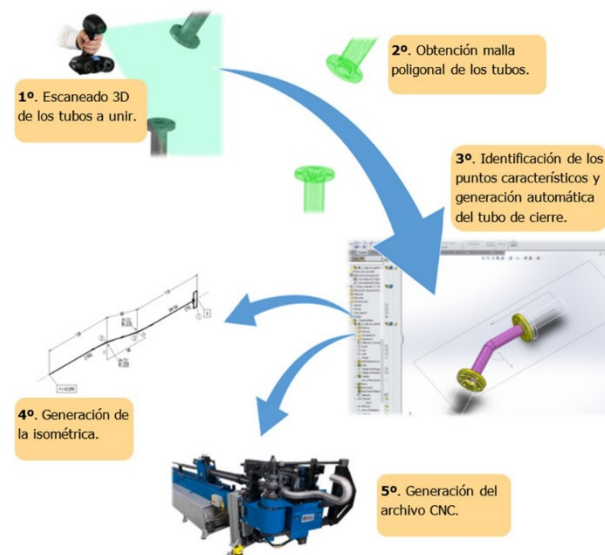 1º. Escaneado 3D
de los tubos a unir.
2º. Obtención malla
poligonal de los tubos.
3º. Identificación de los
puntos característicos y
generación automática
del tubo de cierre.
4º. Generación de
la isométrica.
5º. Generación del
archivo CNC.